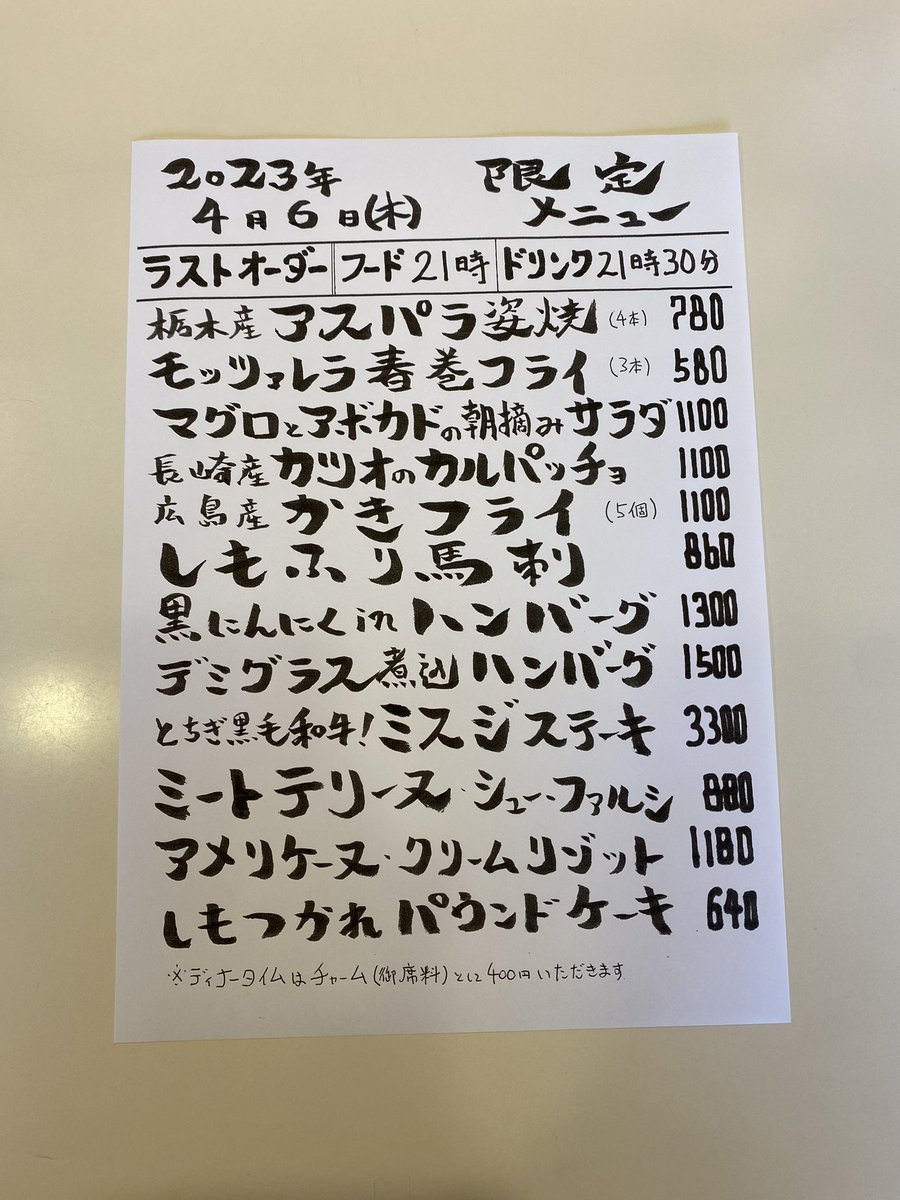 2023年 限定
4月6日(木) メニュー
ラストオーダー フード21時 ドリンク21時30分
栃木産 アスパラ姿焼 (4本) 780
モッツァレラ春巻フライ (3本) 580
マグロとアボカドの朝摘みサラダ 1100
長崎産 カツオのカルパッチョ 1100
広島産 かきフライ (5個) 1100
しもふり馬刺 860
黒にんにくinハンバーグ 1300
デミグラス煮込ハンバーグ 1500
とちぎ黒毛和牛!ミスジステーキ 3300
ミートテリーヌ・シュー・ファルシ 880
アメリケーヌ・クリームリゾット 1180
しもつかれパウンドケーキ 640
※ディナータイムはチャーム(御席料)として400円いただきます